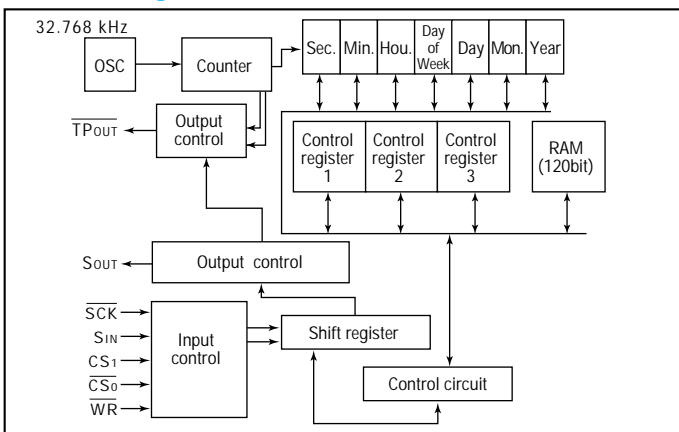 32.768 kHz
OSC
Counter
Sec.
Min.
Hou.
Day
of
Week
Day
Mon.
Year
TPOUT
Output
control
Control
register
1
Control
register
2
Control
register
3
RAM
(120bit)
SOUT
Output control
SCK
SIN
CS1
CS0
WR
Input
control
Shift register
Control circuit